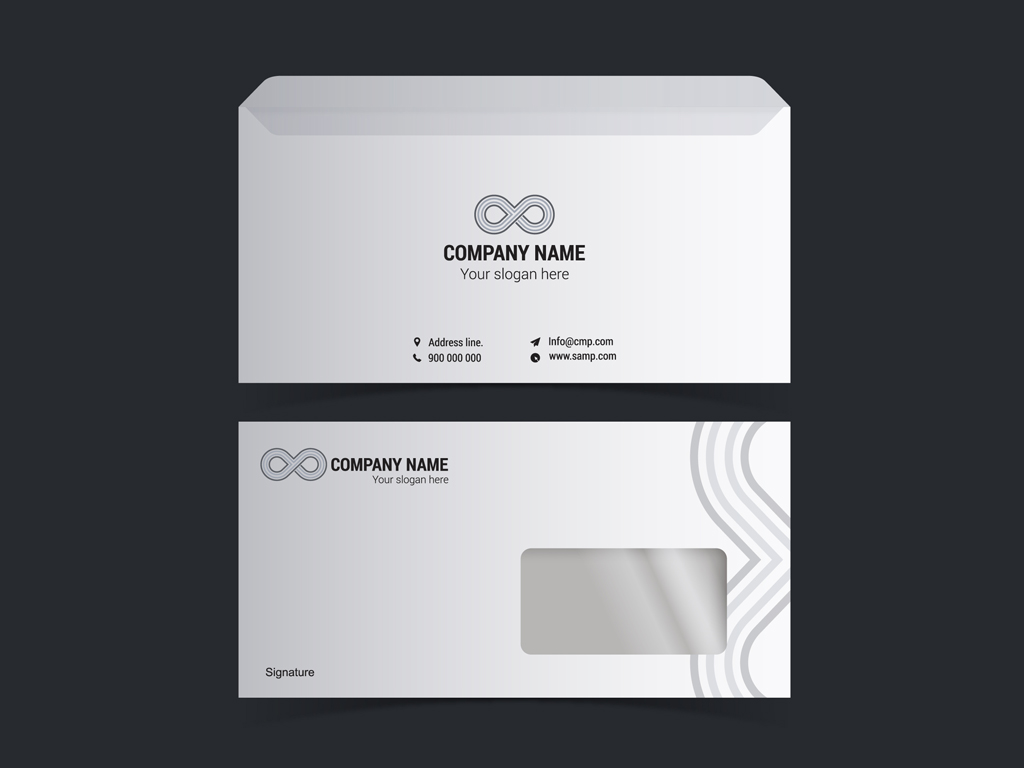 COMPANY NAME
Your slogan here
Address line.
900 000 000
Info@cmp.com
www.samp.com
COMPANY NAME
Your slogan here
Signature